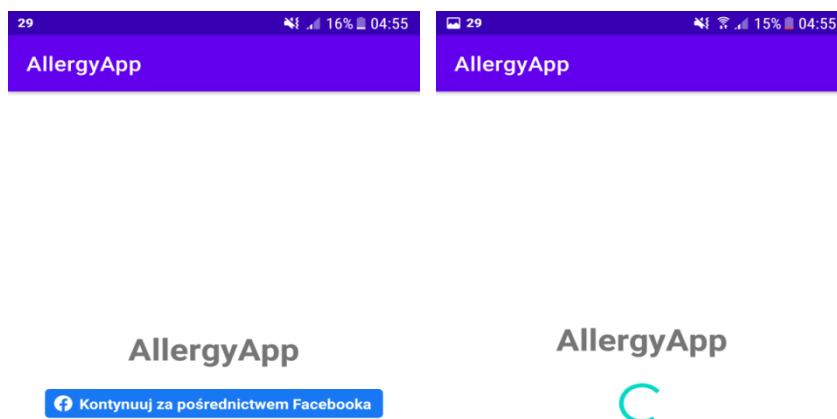 29 16% 04:55
AllergyApp
AllergyApp
Kontynuuj za pośrednictwem Facebooka
29 15% 04:55
AllergyApp
AllergyApp